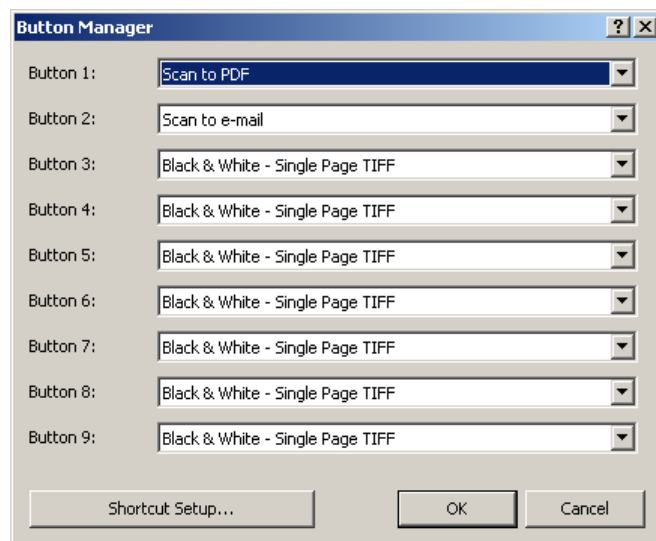 Button Manager
Button 1: Scan to PDF
Button 2: Scan to e-mail
Button 3: Black & White - Single Page TIFF
Button 4: Black & White - Single Page TIFF
Button 5: Black & White - Single Page TIFF
Button 6: Black & White - Single Page TIFF
Button 7: Black & White - Single Page TIFF
Button 8: Black & White - Single Page TIFF
Button 9: Black & White - Single Page TIFF
Shortcut Setup... OK Cancel